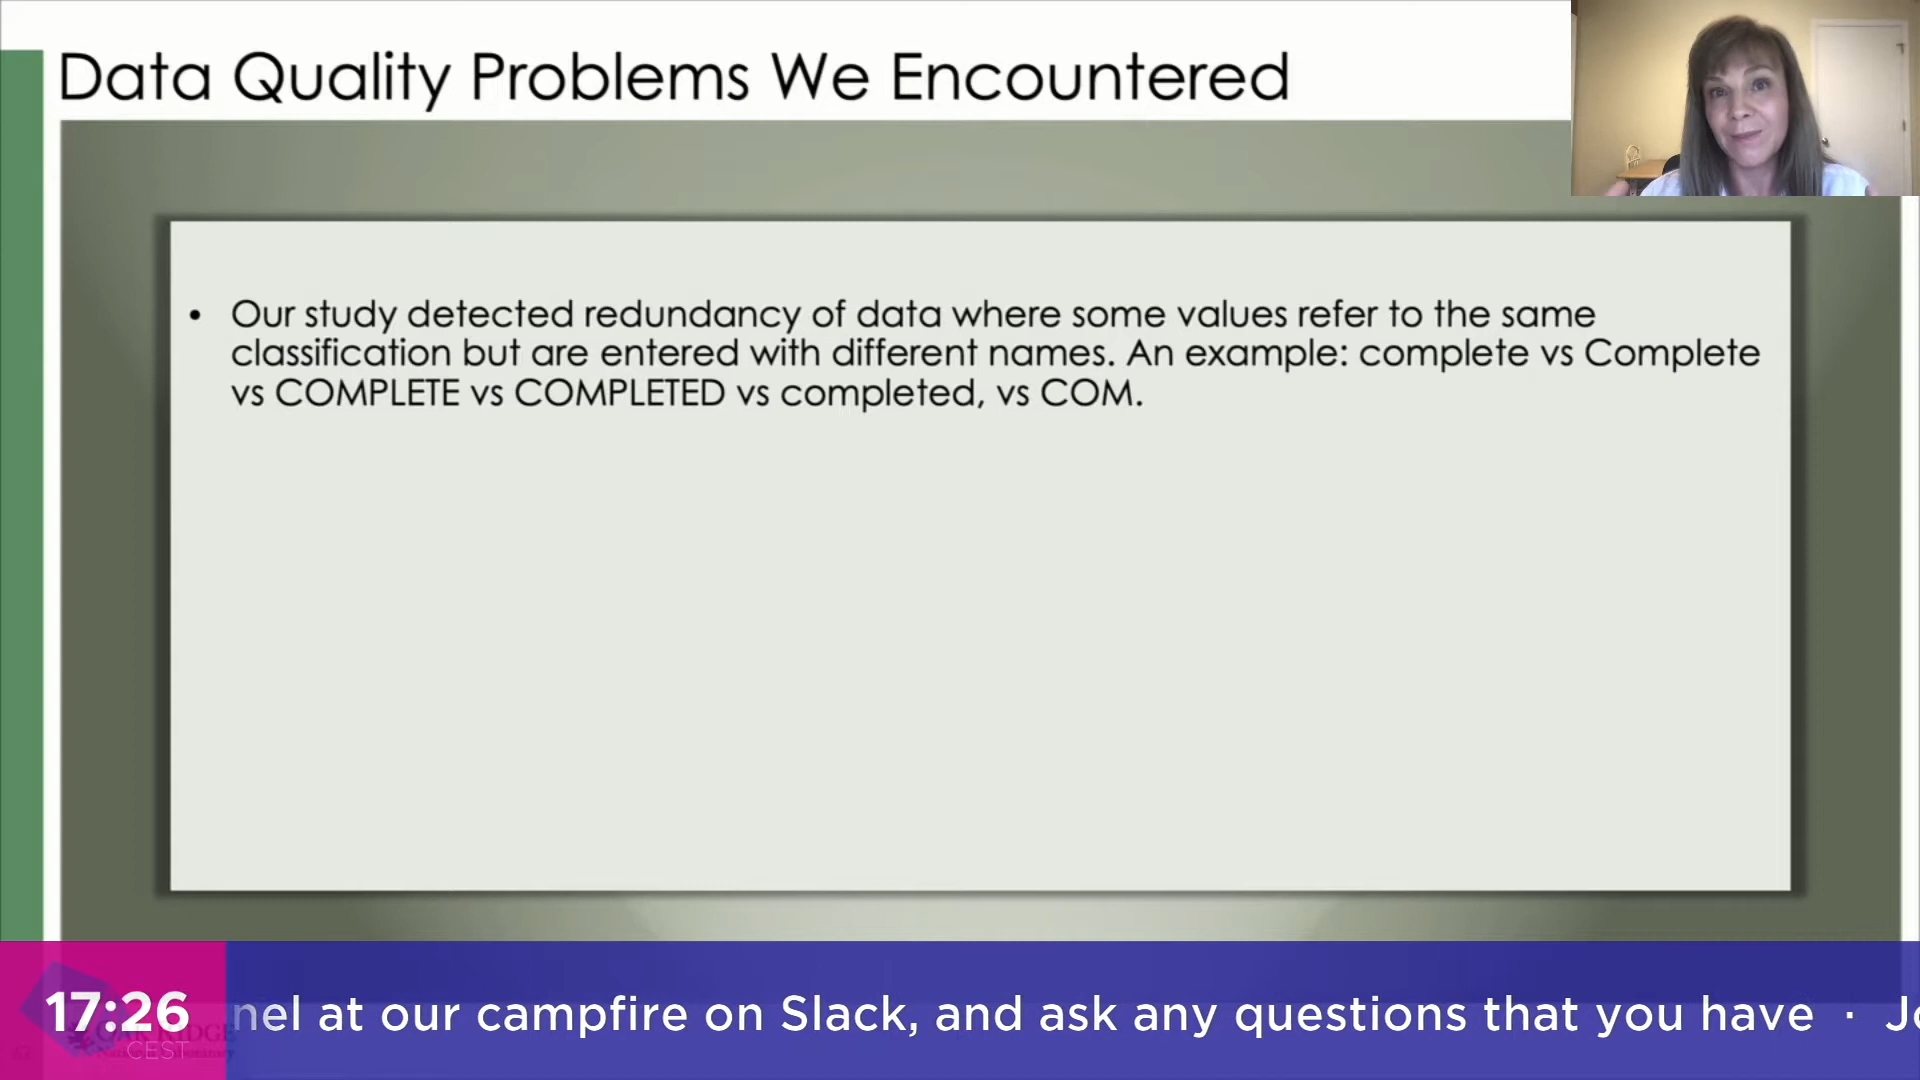 Data Quality Problems We Encountered
• Our study detected redundancy of data where some values refer to the same
classification but are entered with different names. An example: complete vs Complete
vs COMPLETE vs COMPLETED vs completed, vs COM.
17:26
CEST
nel at our campfire on Slack, and ask any questions that you have · Jo